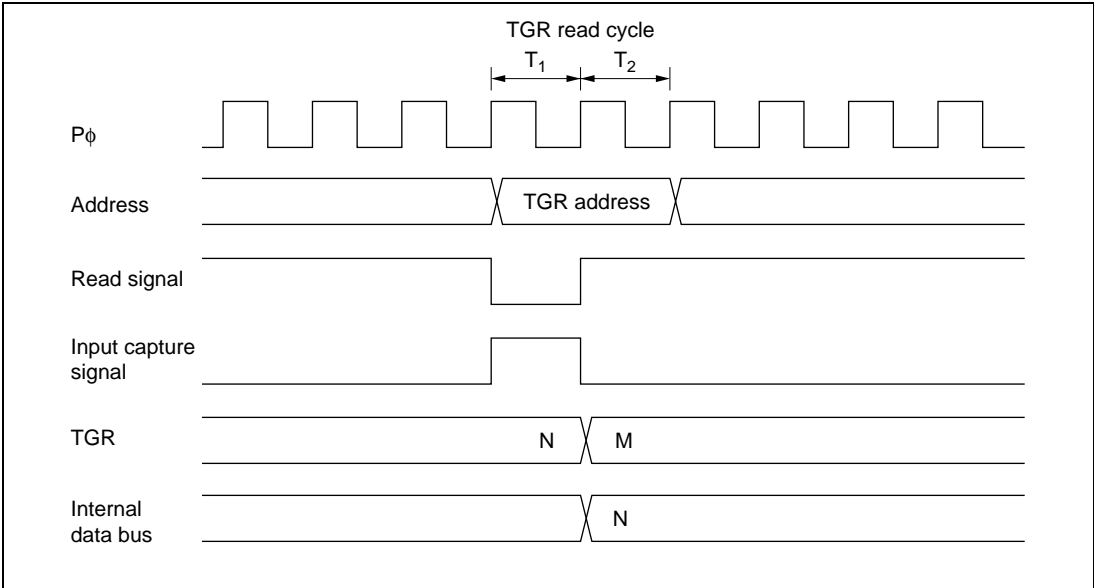 TGR read cycle
T1 T2
Pϕ
Address
TGR address
Read signal
Input capture
signal
TGR
N M
Internal
data bus
N